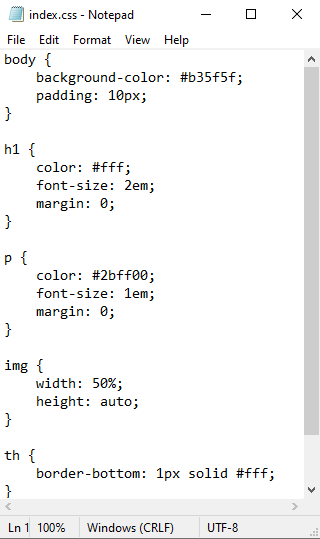 index.css - Notepad
File Edit Format View Help
body {
    background-color: #b35f5f;
    padding: 10px;
}

h1 {
    color: #fff;
    font-size: 2em;
    margin: 0;
}

p {
    color: #2bff00;
    font-size: 1em;
    margin: 0;
}

img {
    width: 50%;
    height: auto;
}

th {
    border-bottom: 1px solid #fff;
}
Ln 1 100% Windows (CRLF) UTF-8